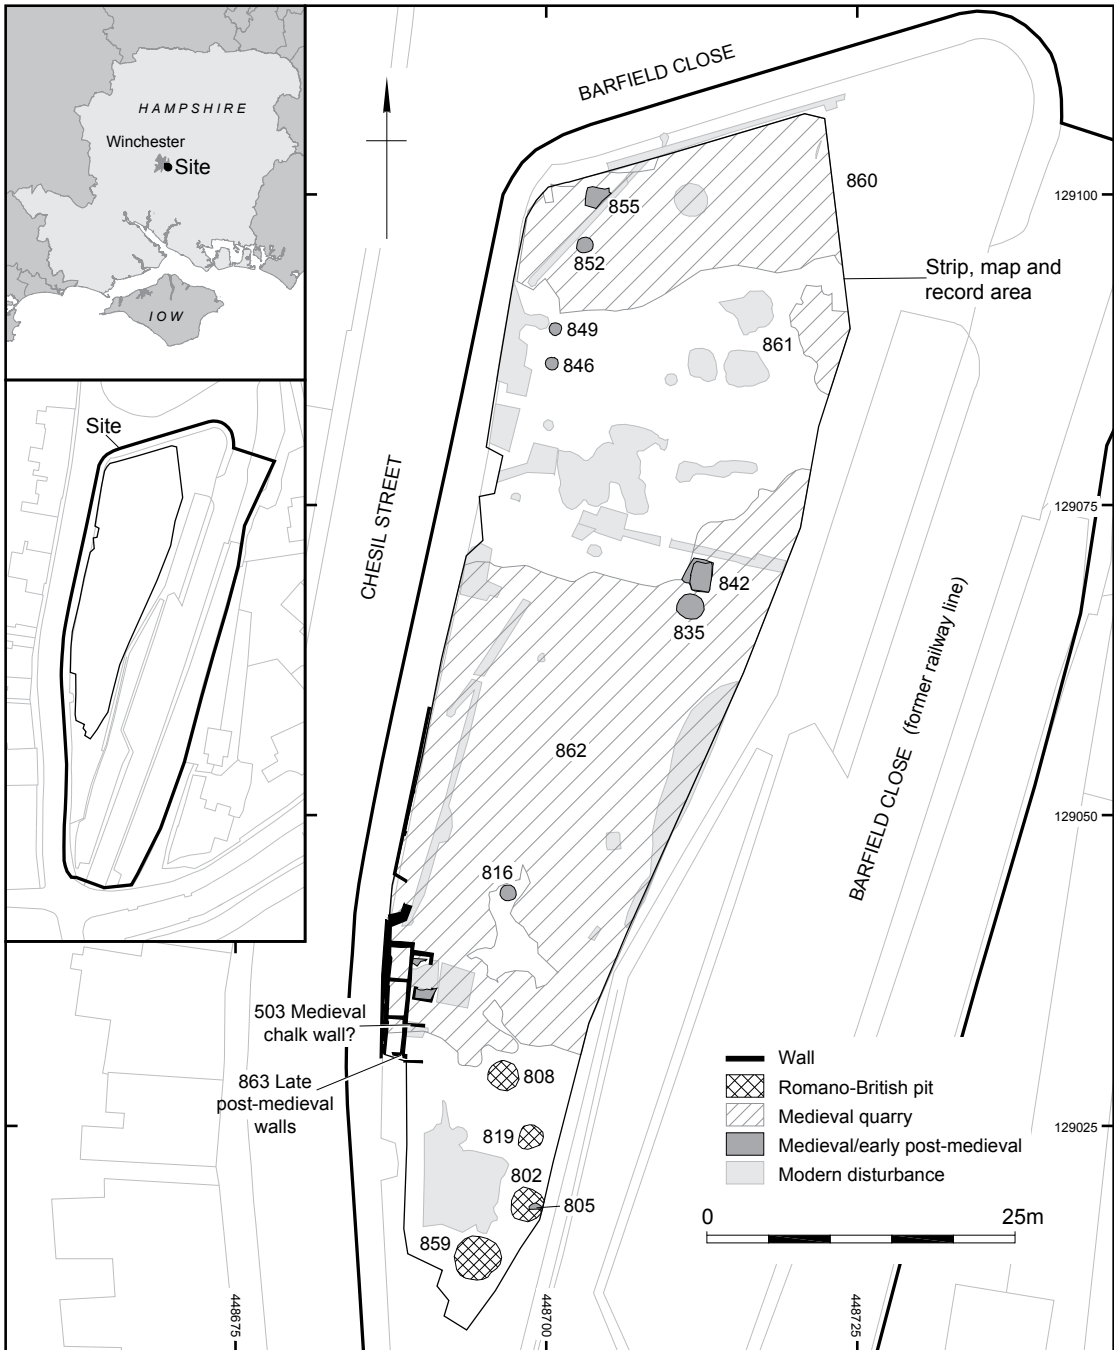 HAMPSHIRE
Winchester
Site
IOW
Site
BARFIELD CLOSE
CHESIL STREET
860
855
852
Strip, map and
record area
849
846
861
842
835
862
BARFIELD CLOSE (former railway line)
816
503 Medieval
chalk wall?
863 Late
post-medieval
walls
808
819
802
805
859
Wall
Romano-British pit
Medieval quarry
Medieval/early post-medieval
Modern disturbance
0 25m
129100
129075
129050
129025
448675
448700
448725